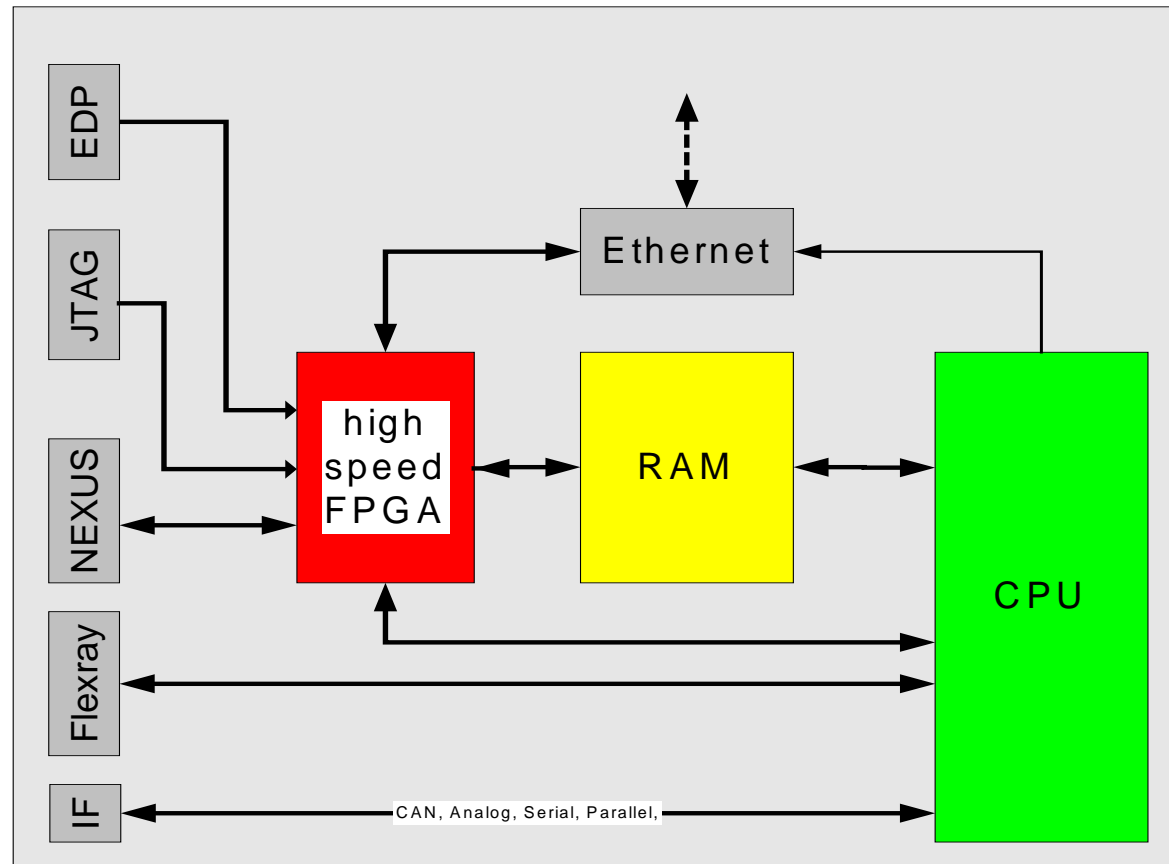 EDP
JTAG
NEXUS
Flexray
IF
Ethernet
high
speed
FPGA
RAM
CPU
CAN, Analog, Serial, Parallel,